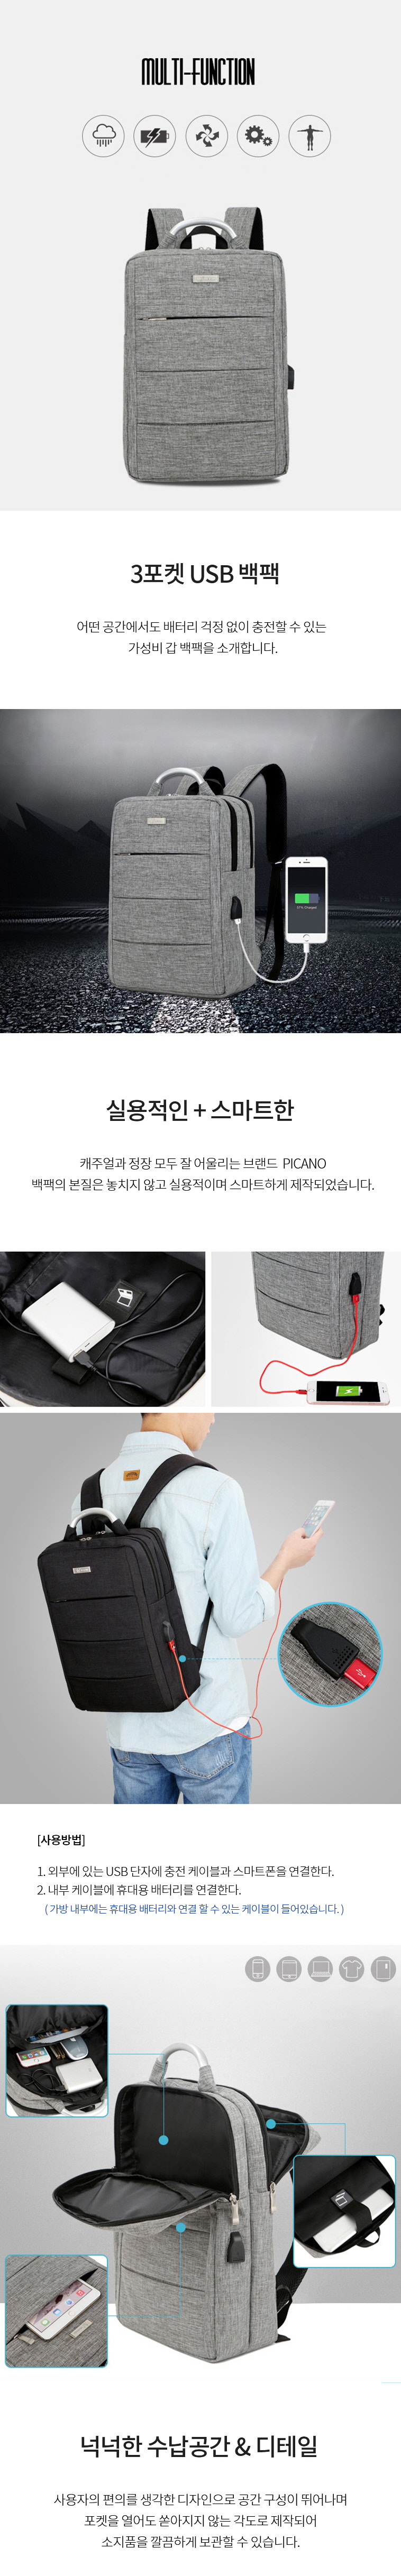 MULTI-FUNCTION
3포켓 USB 백팩
어떤 공간에서도 배터리 걱정 없이 충전할 수 있는
가성비 갑 백팩을 소개합니다.
실용적인 + 스마트한
캐주얼과 정장 모두 잘 어울리는 브랜드 PICANO
백팩의 본질은 놓치지 않고 실용적이며 스마트하게 제작되었습니다.
[사용방법]
1. 외부에 있는 USB 단자에 충전 케이블과 스마트폰을 연결한다.
2. 내부 케이블에 휴대용 배터리를 연결한다.
( 가방 내부에는 휴대용 배터리와 연결 할 수 있는 케이블이 들어있습니다. )
넉넉한 수납공간 & 디테일
사용자의 편의를 생각한 디자인으로 공간 구성이 뛰어나며
포켓을 열어도 쏟아지지 않는 각도로 제작되어
소지품을 깔끔하게 보관할 수 있습니다.